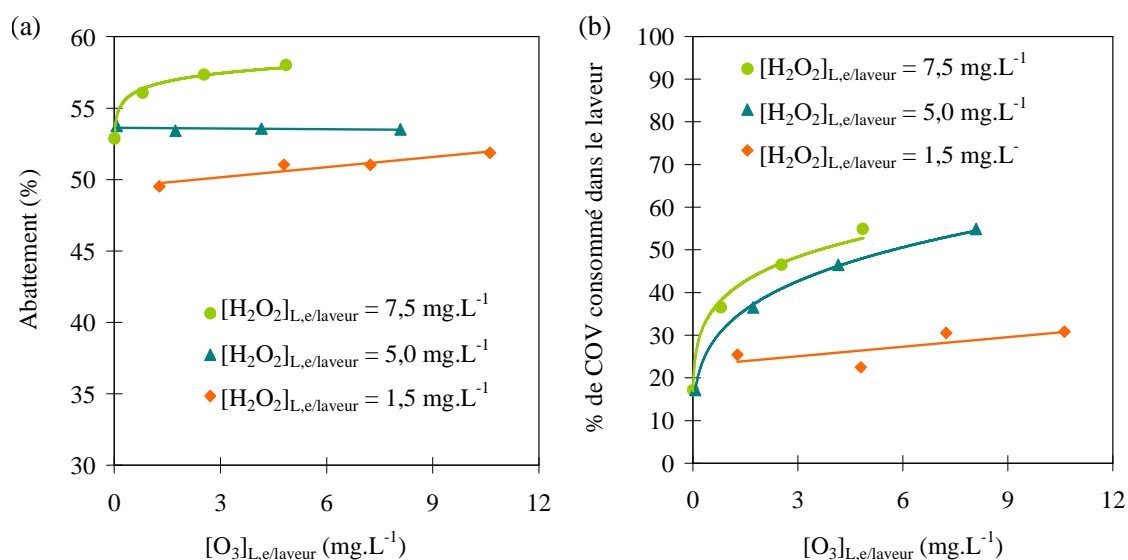 (a)
60
55
50
45
40
35
30
Abattement (%)
[H₂O₂]L,e/laveur = 7,5 mg.L⁻¹
[H₂O₂]L,e/laveur = 5,0 mg.L⁻¹
[H₂O₂]L,e/laveur = 1,5 mg.L⁻¹
0 3 6 9 12
[O₃]L,e/laveur (mg.L⁻¹)
(b)
100
90
80
70
60
50
40
30
20
10
0
% de COV consommé dans le laveur
[H₂O₂]L,e/laveur = 7,5 mg.L⁻¹
[H₂O₂]L,e/laveur = 5,0 mg.L⁻¹
[H₂O₂]L,e/laveur = 1,5 mg.L⁻
0 3 6 9 12
[O₃]L,e/laveur (mg.L⁻¹)